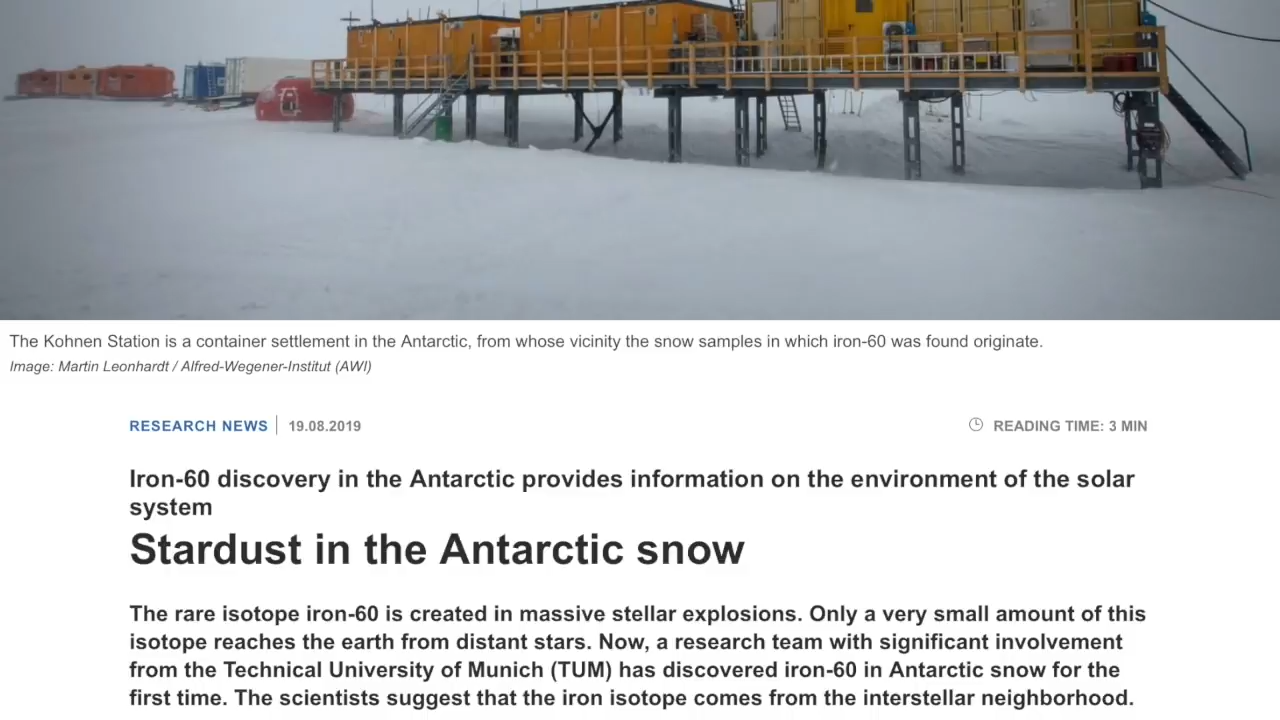 The Kohnen Station is a container settlement in the Antarctic, from whose vicinity the snow samples in which iron-60 was found originate.
Image: Martin Leonhardt / Alfred-Wegener-Institut (AWI)
RESEARCH NEWS | 19.08.2019 READING TIME: 3 MIN
Iron-60 discovery in the Antarctic provides information on the environment of the solar
system
Stardust in the Antarctic snow
The rare isotope iron-60 is created in massive stellar explosions. Only a very small amount of this
isotope reaches the earth from distant stars. Now, a research team with significant involvement
from the Technical University of Munich (TUM) has discovered iron-60 in Antarctic snow for the
first time. The scientists suggest that the iron isotope comes from the interstellar neighborhood.